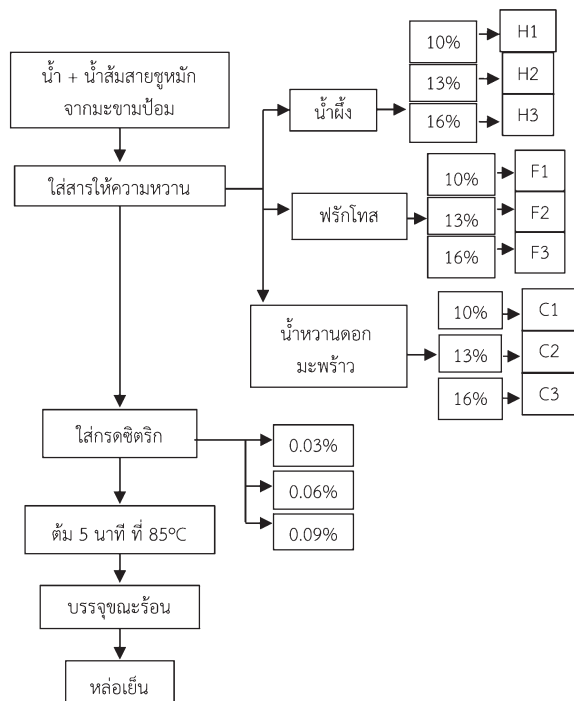 น้ำ + น้ำส้มสายชูหมัก
จากมะขามป้อม
ใส่สารให้ความหวาน
น้ำผึ้ง
10%
H1
13%
H2
16%
H3
ฟรักโทส
10%
F1
13%
F2
16%
F3
น้ำหวานดอก
มะพร้าว
10%
C1
13%
C2
16%
C3
ใส่กรดซิตริก
0.03%
0.06%
0.09%
ต้ม 5 นาที ที่ 85ºC
บรรจุขณะร้อน
หล่อเย็น